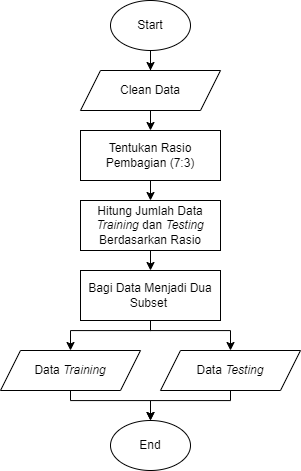 Start
Clean Data
Tentukan Rasio
Pembagian (7:3)
Hitung Jumlah Data
Training dan Testing
Berdasarkan Rasio
Bagi Data Menjadi Dua
Subset
Data Training
Data Testing
End